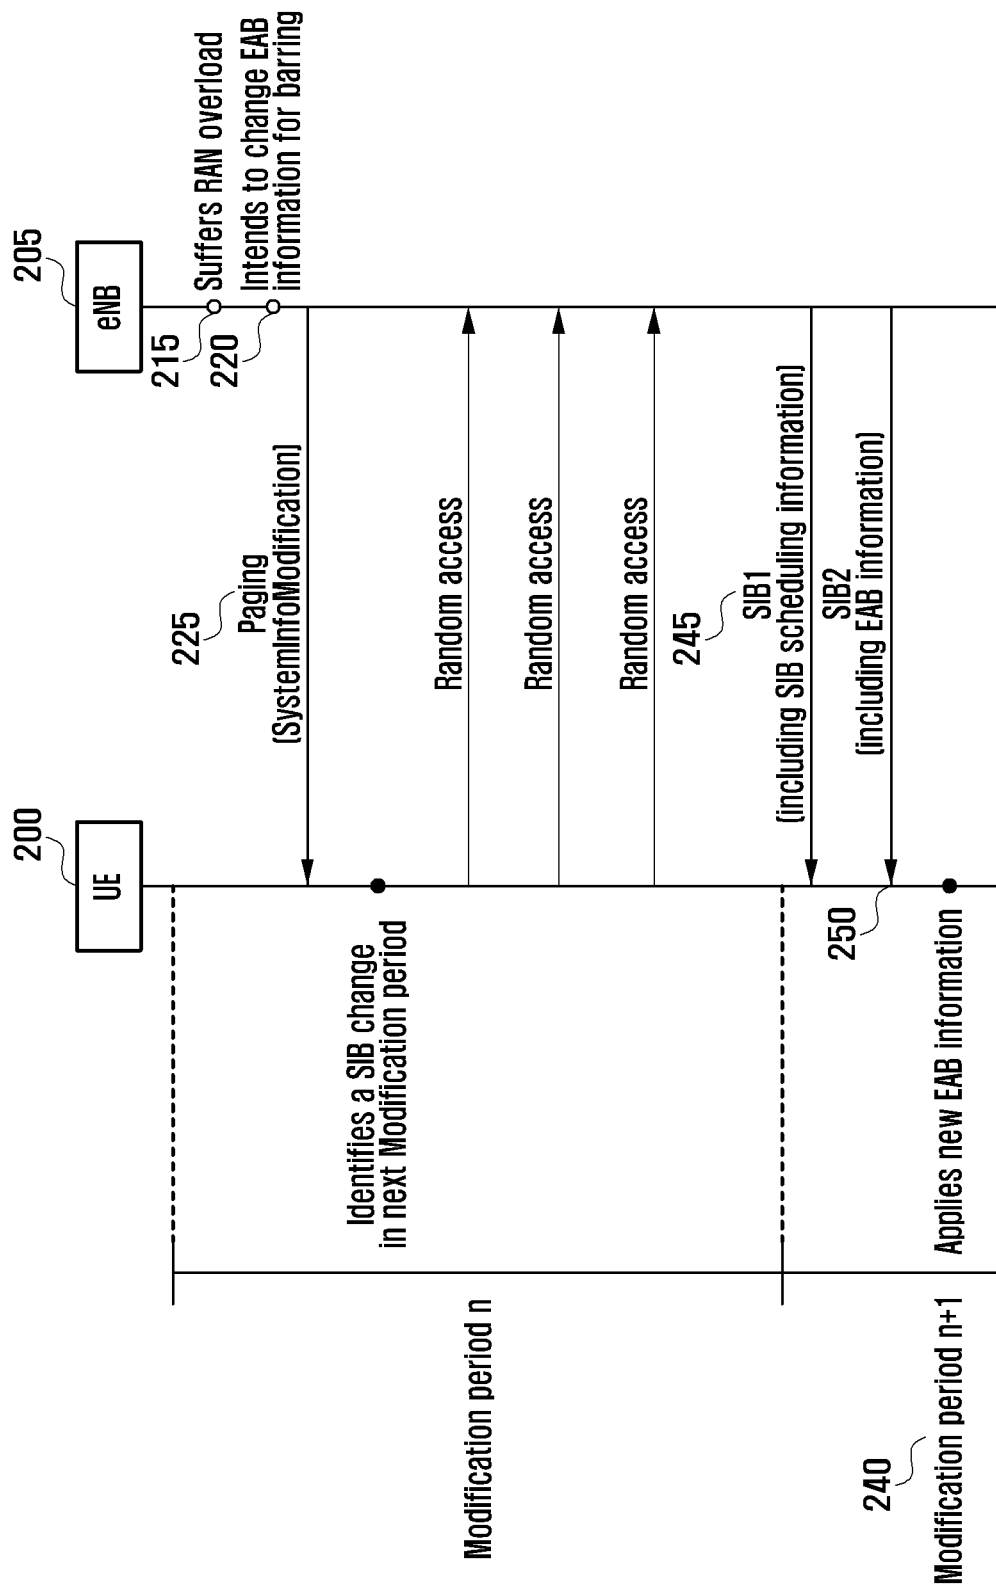 200
UE
205
eNB
215
Suffers RAN overload
220
Intends to change EAB
information for barring
225
Paging
(SystemInfoModification)
Identifies a SIB change
in next Modification period
Modification period n
Random access
Random access
Random access
245
SIB1
(including SIB scheduling information)
SIB2
(including EAB information)
250
Applies new EAB information
240
Modification period n+1